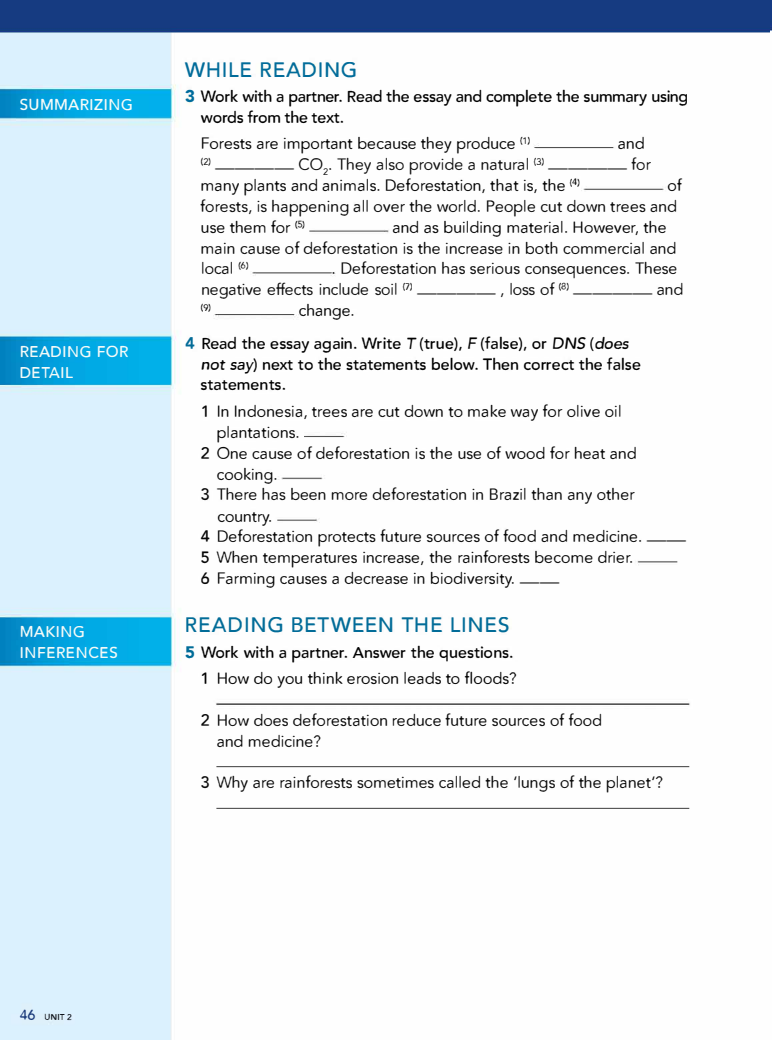 WHILE READING
SUMMARIZING
3 Work with a partner. Read the essay and complete the summary using
words from the text.
Forests are important because they produce (1) __________ and
(2) __________ CO₂. They also provide a natural (3) __________ for
many plants and animals. Deforestation, that is, the (4) __________ of
forests, is happening all over the world. People cut down trees and
use them for (5) __________ and as building material. However, the
main cause of deforestation is the increase in both commercial and
local (6) __________. Deforestation has serious consequences. These
negative effects include soil (7) __________ , loss of (8) __________ and
(9) __________ change.
READING FOR
DETAIL
4 Read the essay again. Write T (true), F (false), or DNS (does
not say) next to the statements below. Then correct the false
statements.
1 In Indonesia, trees are cut down to make way for olive oil
plantations. _____
2 One cause of deforestation is the use of wood for heat and
cooking. _____
3 There has been more deforestation in Brazil than any other
country. _____
4 Deforestation protects future sources of food and medicine. _____
5 When temperatures increase, the rainforests become drier. _____
6 Farming causes a decrease in biodiversity. _____
MAKING
INFERENCES
READING BETWEEN THE LINES
5 Work with a partner. Answer the questions.
1 How do you think erosion leads to floods?
2 How does deforestation reduce future sources of food
and medicine?
3 Why are rainforests sometimes called the ‘lungs of the planet’?
46 UNIT 2